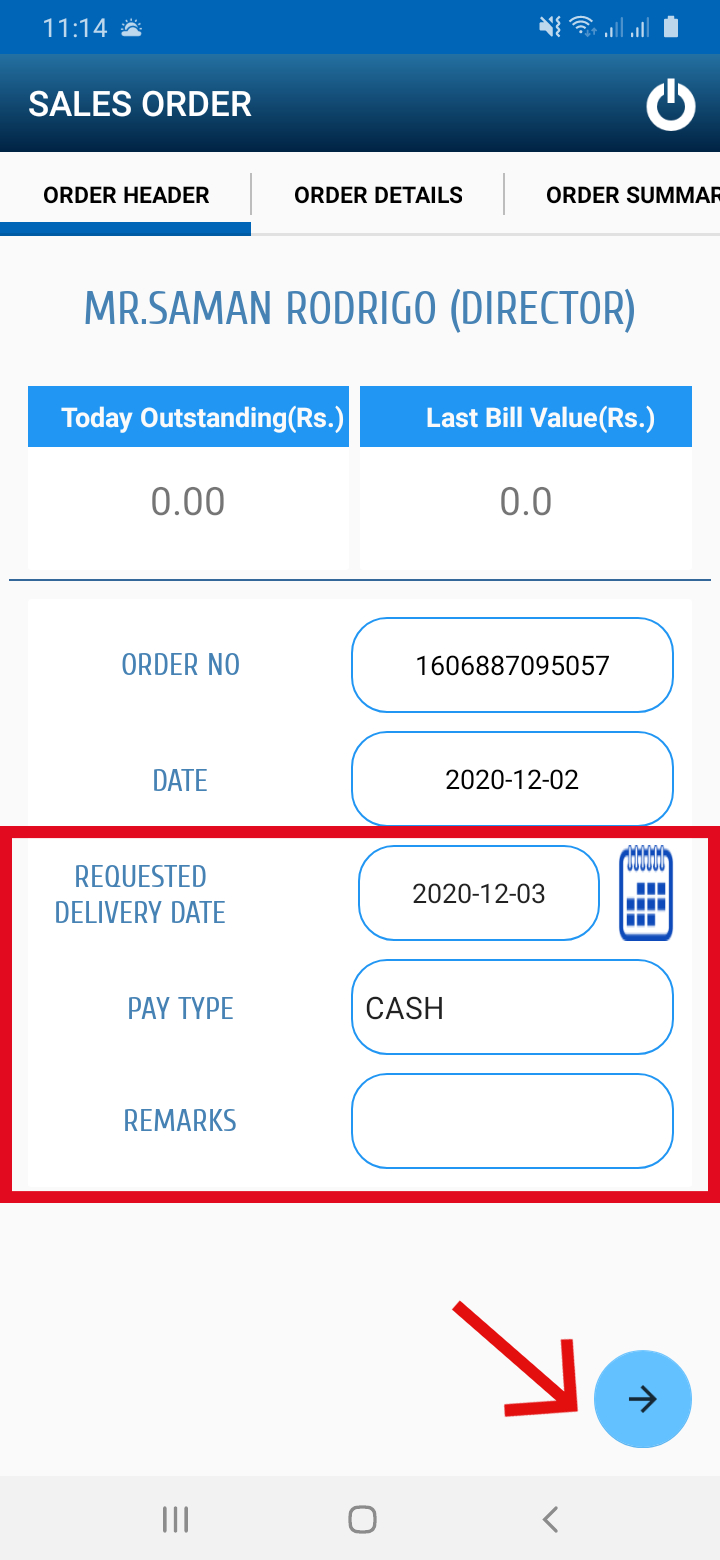 11:14
SALES ORDER
ORDER HEADER
ORDER DETAILS
ORDER SUMMAR
MR.SAMAN RODRIGO (DIRECTOR)
Today Outstanding(Rs.)
Last Bill Value(Rs.)
0.00
0.0
ORDER NO
1606887095057
DATE
2020-12-02
REQUESTED
DELIVERY DATE
2020-12-03
PAY TYPE
CASH
REMARKS